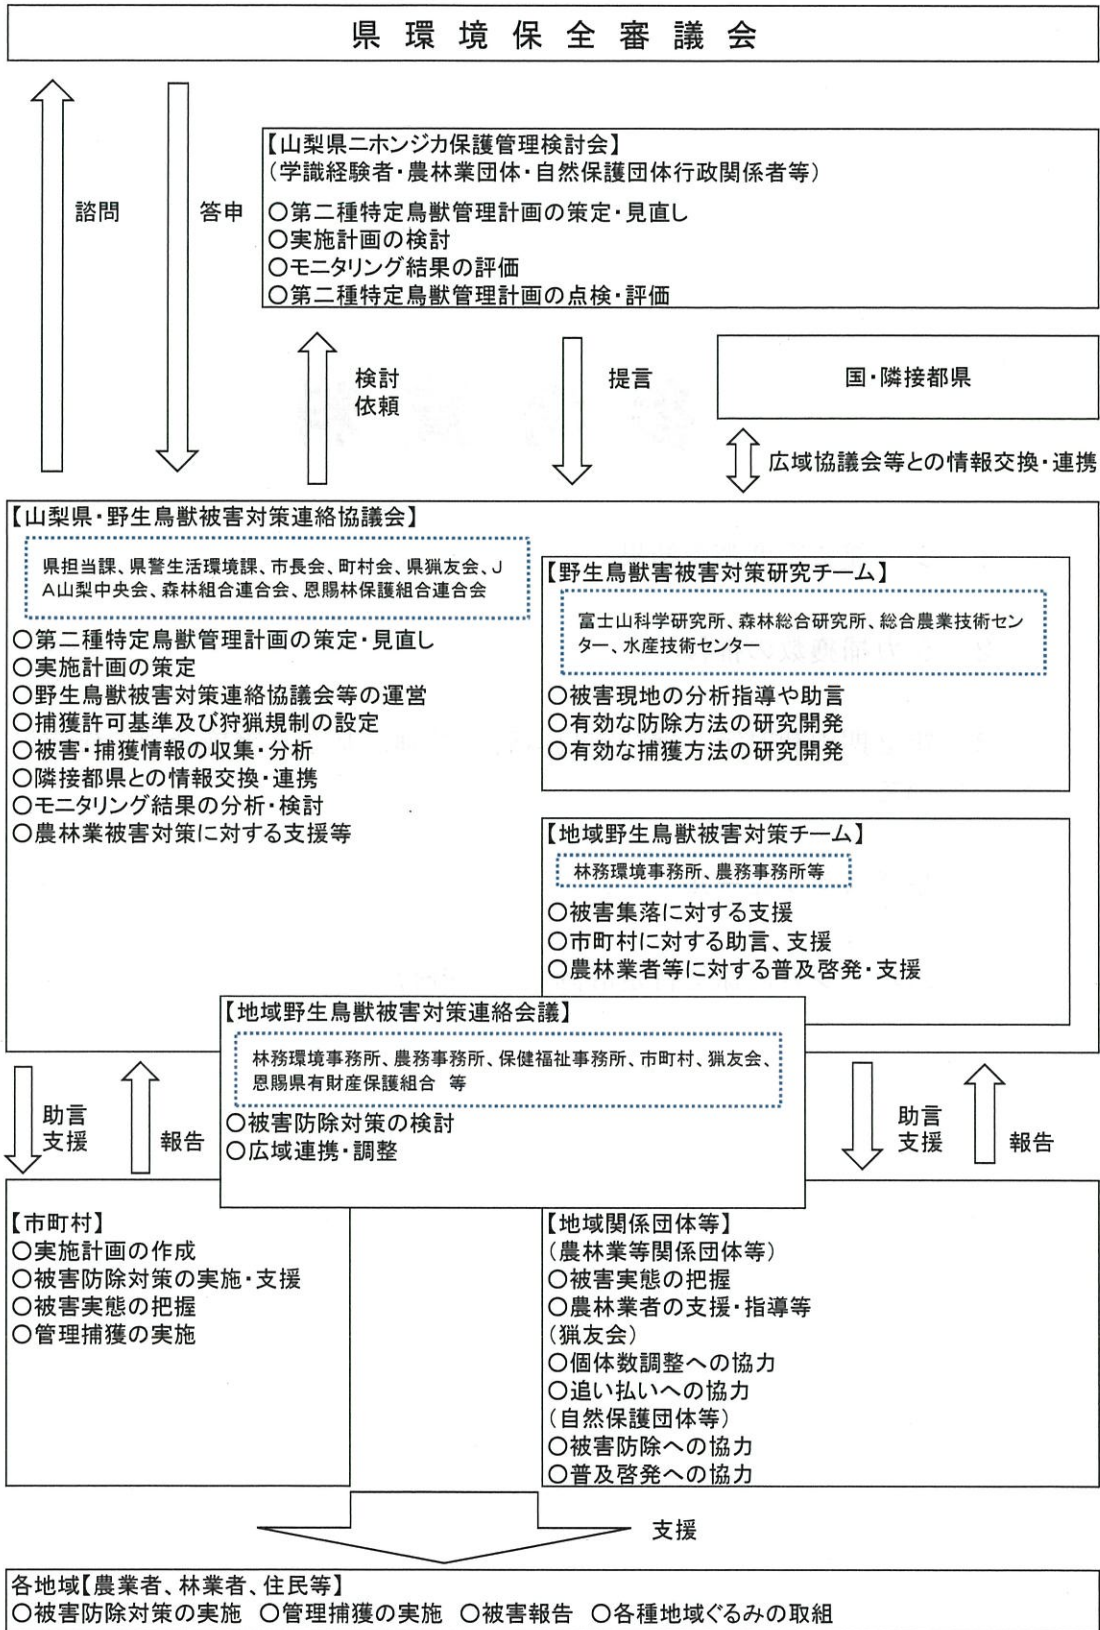 県環境保全審議会
諮問
答申
【山梨県ニホンジカ保護管理検討会】
（学識経験者・農林業団体・自然保護団体行政関係者等）
○第二種特定鳥獣管理計画の策定・見直し
○実施計画の検討
○モニタリング結果の評価
○第二種特定鳥獣管理計画の点検・評価
検討
依頼
提言
国・隣接都県
広域協議会等との情報交換・連携
【山梨県・野生鳥獣被害対策連絡協議会】
県担当課、県警生活環境課、市長会、町村会、県猟友会、J
A山梨中央会、森林組合連合会、恩賜林保護組合連合会
○第二種特定鳥獣管理計画の策定・見直し
○実施計画の策定
○野生鳥獣被害対策連絡協議会等の運営
○捕獲許可基準及び狩猟規制の設定
○被害・捕獲情報の収集・分析
○隣接都県との情報交換・連携
○モニタリング結果の分析・検討
○農林業被害対策に対する支援等
【野生鳥獣害被害対策研究チーム】
富士山科学研究所、森林総合研究所、総合農業技術セン
ター、水産技術センター
○被害現地の分析指導や助言
○有効な防除方法の研究開発
○有効な捕獲方法の研究開発
【地域野生鳥獣被害対策チーム】
林務環境事務所、農務事務所等
○被害集落に対する支援
○市町村に対する助言、支援
○農林業者等に対する普及啓発・支援
【地域野生鳥獣被害対策連絡会議】
林務環境事務所、農務事務所、保健福祉事務所、市町村、猟友会、
恩賜県有財産保護組合 等
○被害防除対策の検討
○広域連携・調整
助言
支援
報告
助言
支援
報告
【市町村】
○実施計画の作成
○被害防除対策の実施・支援
○被害実態の把握
○管理捕獲の実施
【地域関係団体等】
（農林業等関係団体等）
○被害実態の把握
○農林業者の支援・指導等
（猟友会）
○個体数調整への協力
○追い払いへの協力
（自然保護団体等）
○被害防除への協力
○普及啓発への協力
支援
各地域【農業者、林業者、住民等】
○被害防除対策の実施 ○管理捕獲の実施 ○被害報告 ○各種地域ぐるみの取組